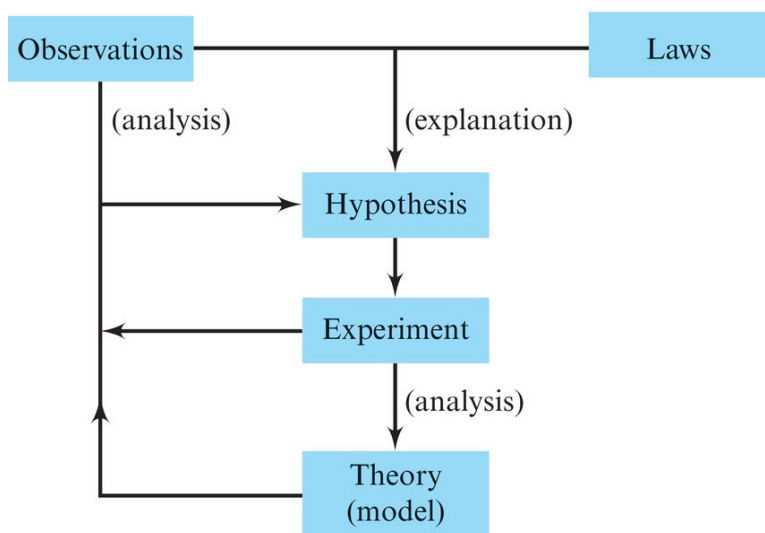 Observations
Laws
(analysis)
(explanation)
Hypothesis
Experiment
(analysis)
Theory
(model)